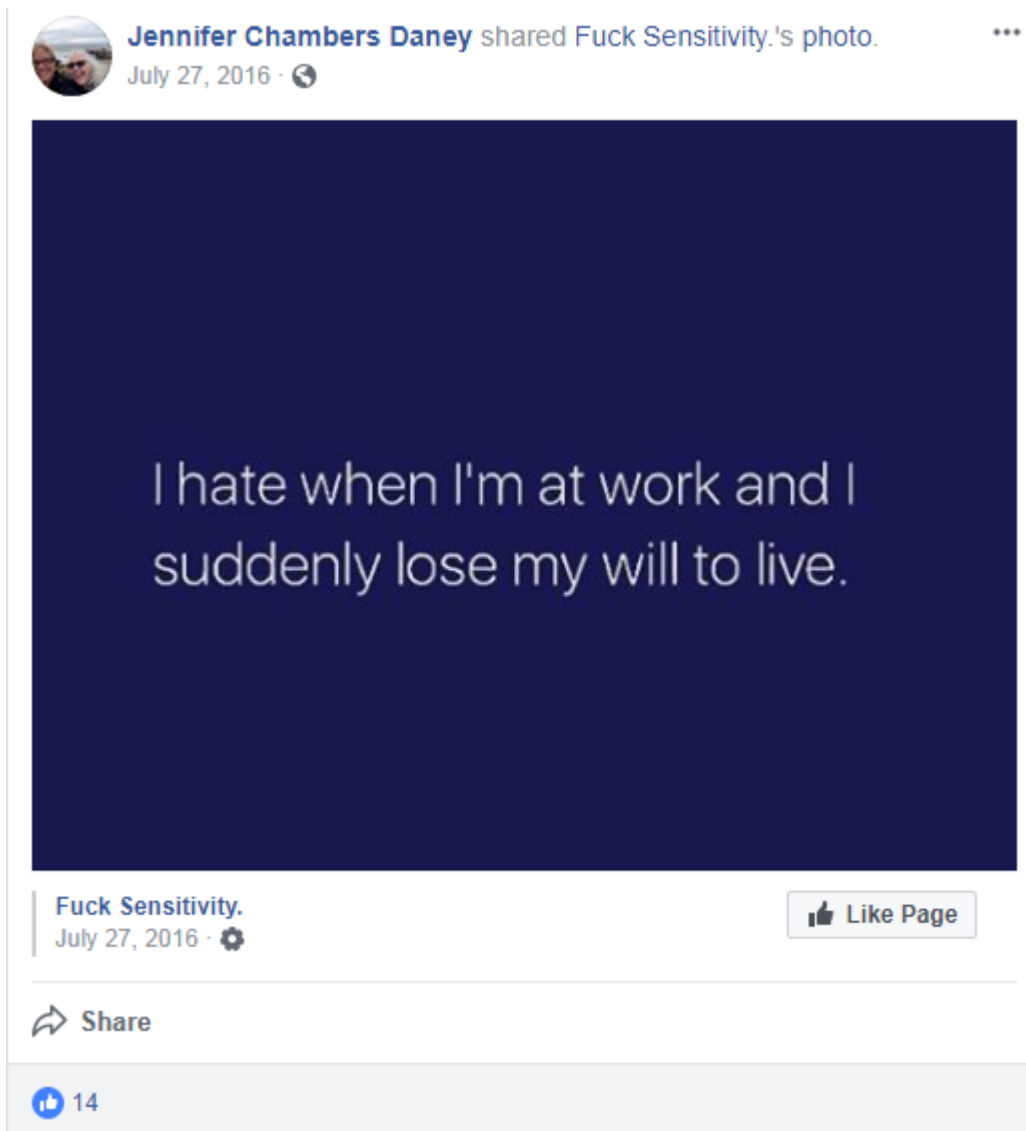 Jennifer Chambers Daney shared Fuck Sensitivity.'s photo.
July 27, 2016 ·
I hate when I'm at work and I
suddenly lose my will to live.
Fuck Sensitivity.
Like Page
July 27, 2016 ·
Share
14